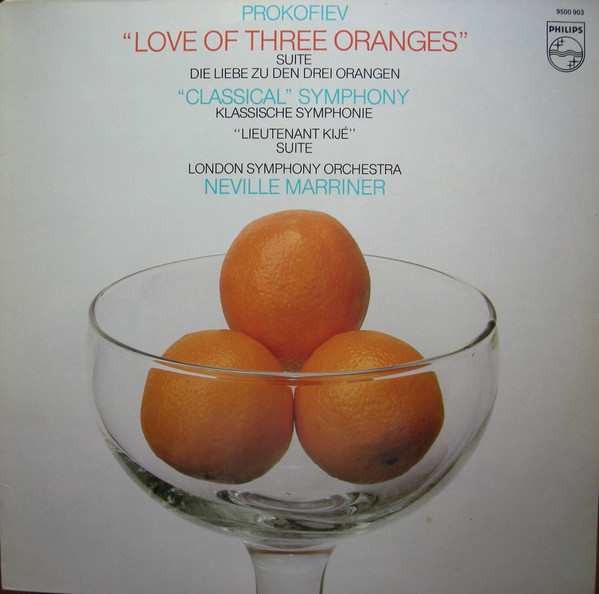 PROKOFIEV
9500 903
PHILIPS
“LOVE OF THREE ORANGES”
SUITE
DIE LIEBE ZU DEN DREI ORANGEN
“CLASSICAL” SYMPHONY
KLASSISCHE SYMPHONIE
“LIEUTENANT KIJÉ”
SUITE
LONDON SYMPHONY ORCHESTRA
NEVILLE MARRINER